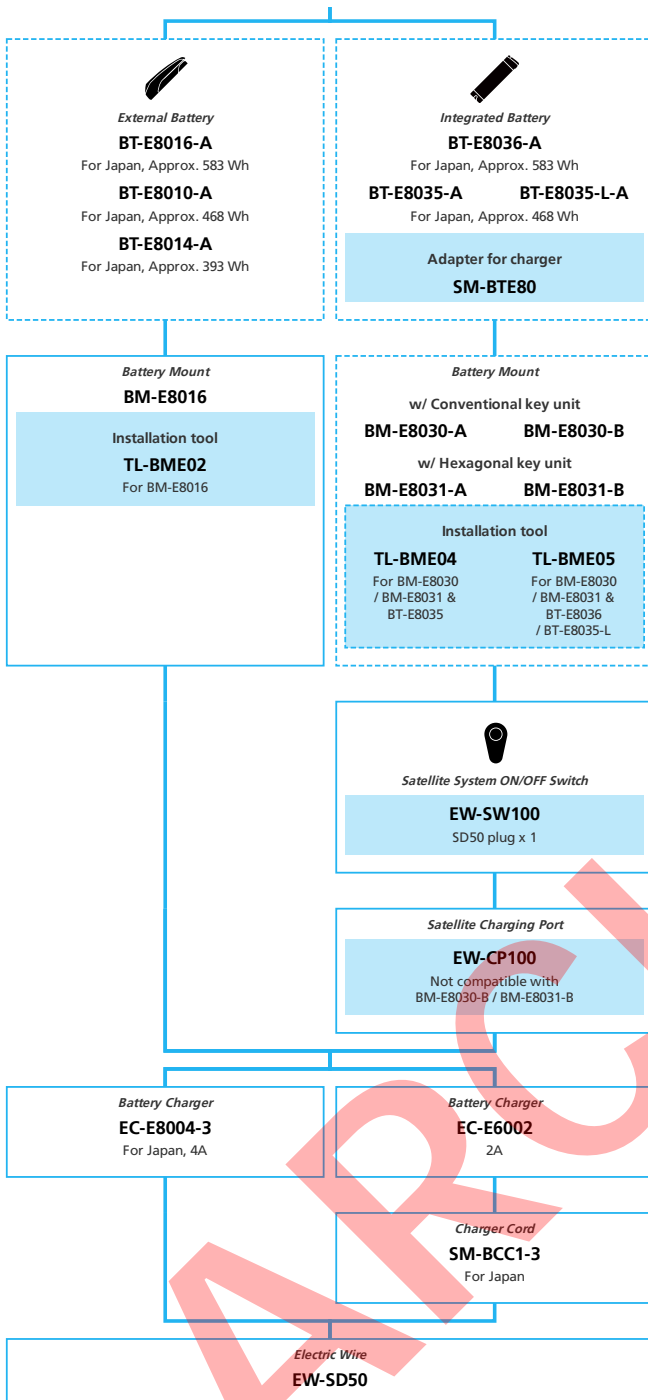 External Battery
BT-E8016-A
For Japan, Approx. 583 Wh
BT-E8010-A
For Japan, Approx. 468 Wh
BT-E8014-A
For Japan, Approx. 393 Wh
Integrated Battery
BT-E8036-A
For Japan, Approx. 583 Wh
BT-E8035-A BT-E8035-L-A
For Japan, Approx. 468 Wh
Adapter for charger
SM-BTE80
Battery Mount
BM-E8016
Installation tool
TL-BME02
For BM-E8016
Battery Mount
w/ Conventional key unit
BM-E8030-A BM-E8030-B
w/ Hexagonal key unit
BM-E8031-A BM-E8031-B
Installation tool
TL-BME04
For BM-E8030
/ BM-E8031 &
BT-E8035
TL-BME05
For BM-E8030
/ BM-E8031 &
BT-E8036
/ BT-E8035-L
Satellite System ON/OFF Switch
EW-SW100
SD50 plug x 1
Satellite Charging Port
EW-CP100
Not compatible with
BM-E8030-B / BM-E8031-B
Battery Charger
EC-E8004-3
For Japan, 4A
Battery Charger
EC-E6002
2A
Charger Cord
SM-BCC1-3
For Japan
Electric Wire
EW-SD50